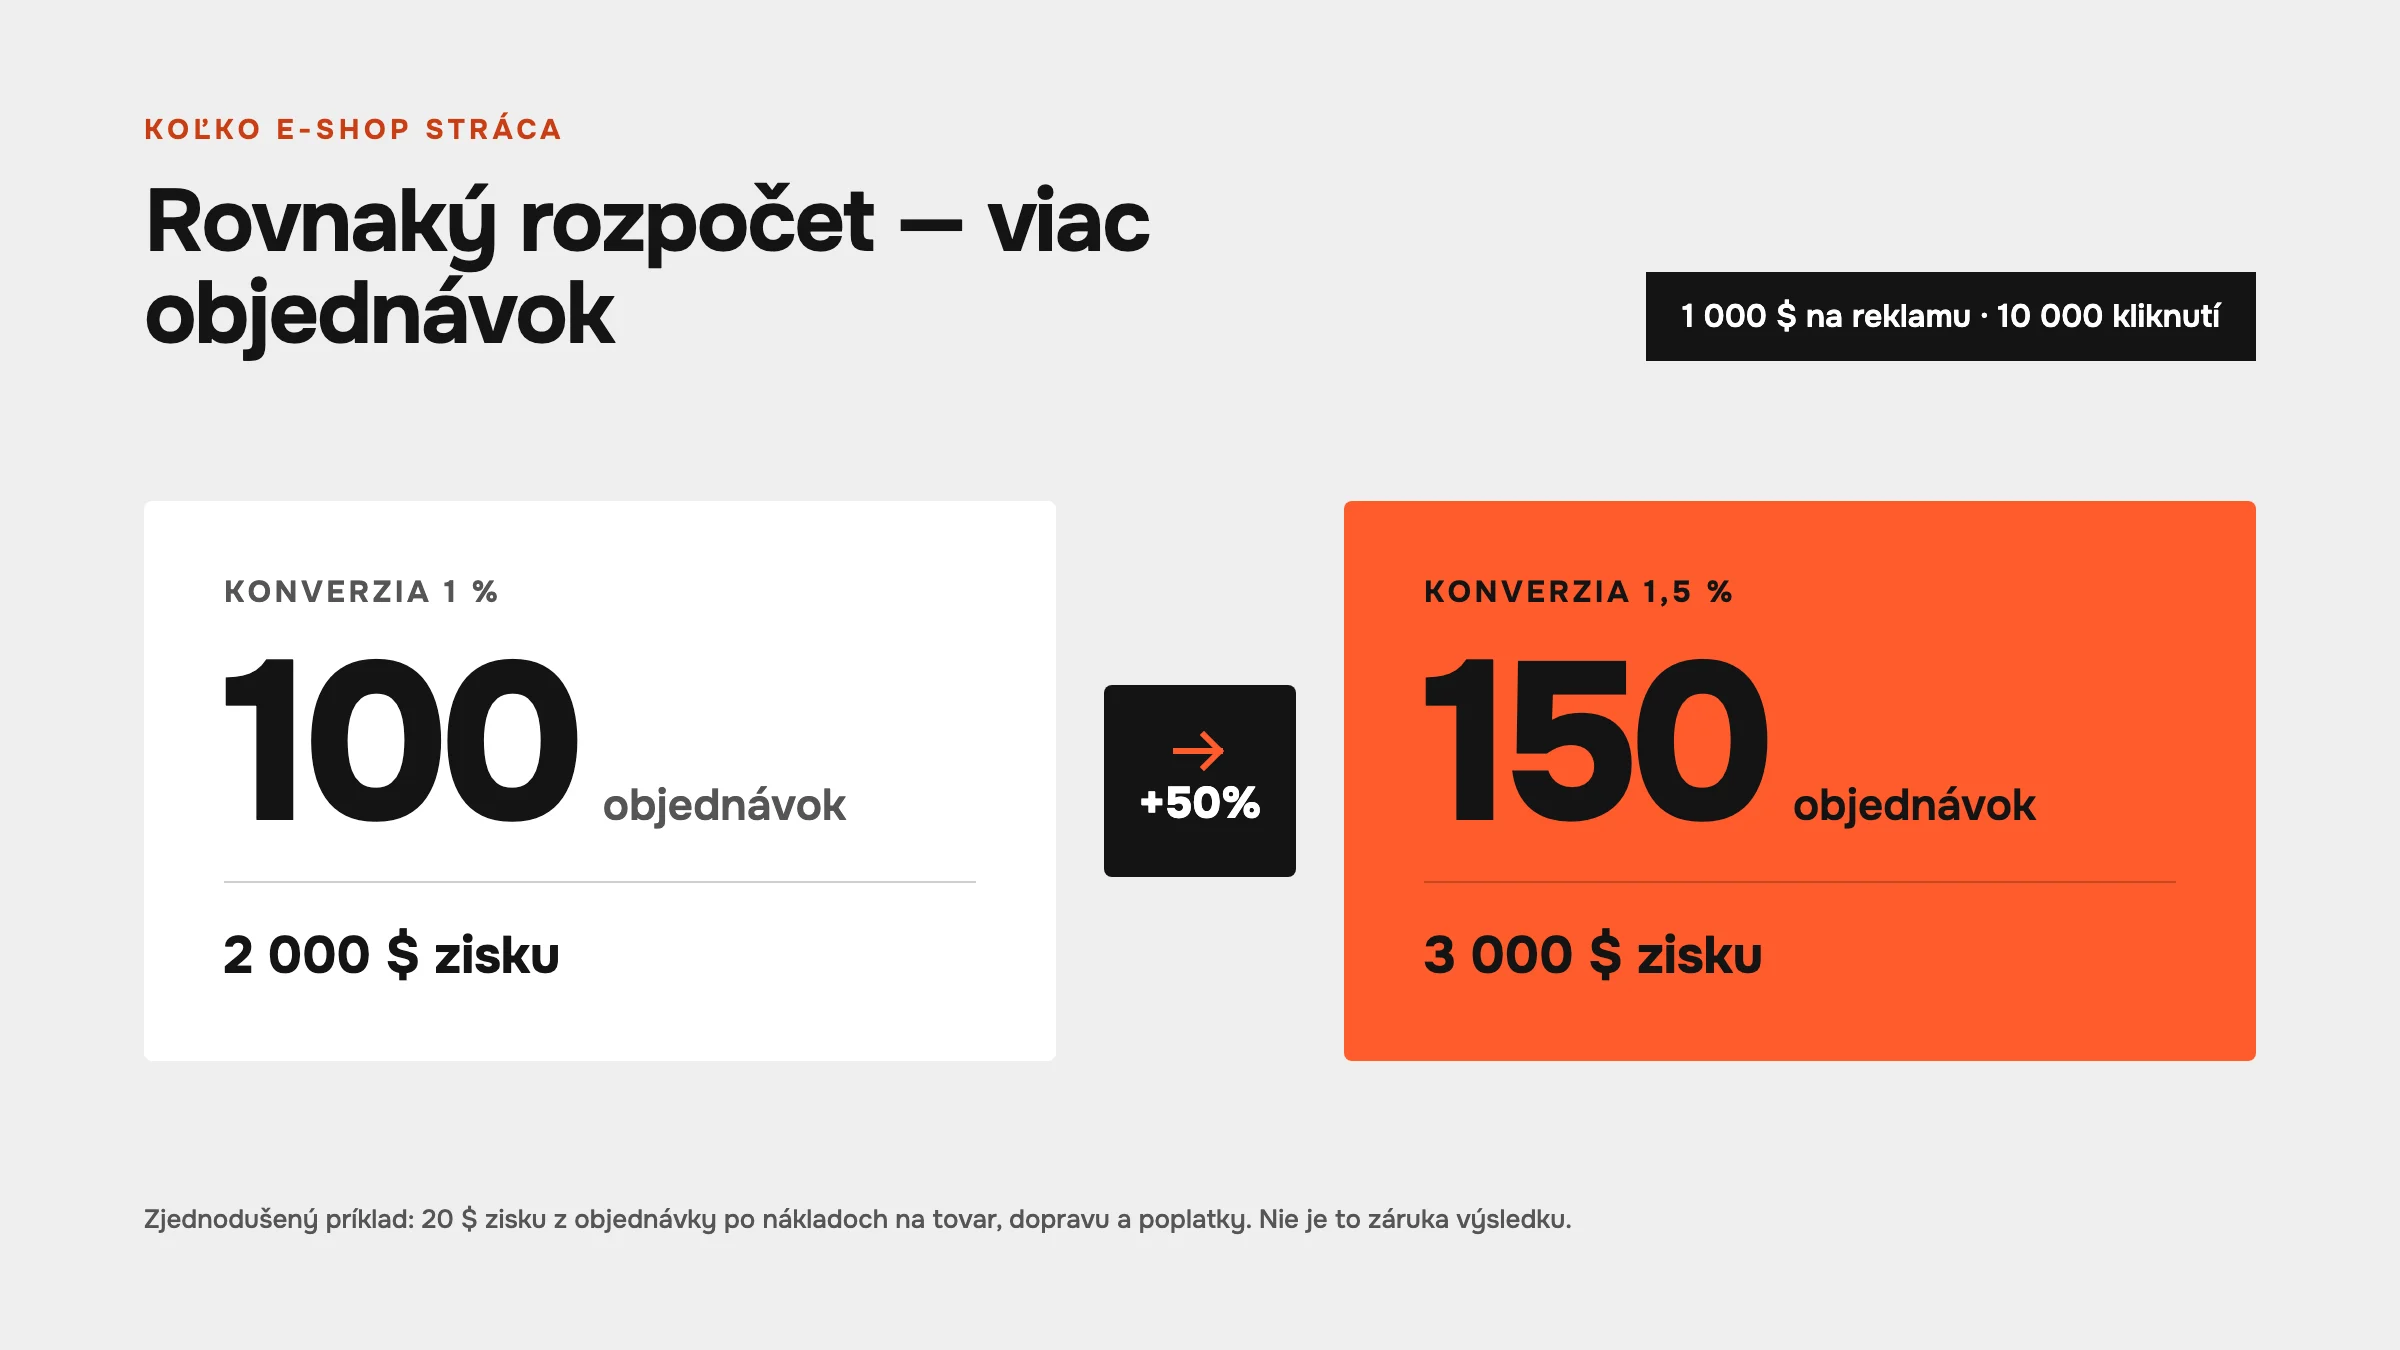 KOĽKO E-SHOP STRÁCA
Rovnaký rozpočet — viac
objednávok
1 000 $ na reklamu · 10 000 kliknutí
KONVERZIA 1 %
100 objednávok
2 000 $ zisku
→
+50%
KONVERZIA 1,5 %
150 objednávok
3 000 $ zisku
Zjednodušený príklad: 20 $ zisku z objednávky po nákladoch na tovar, dopravu a poplatky. Nie je to záruka výsledku.